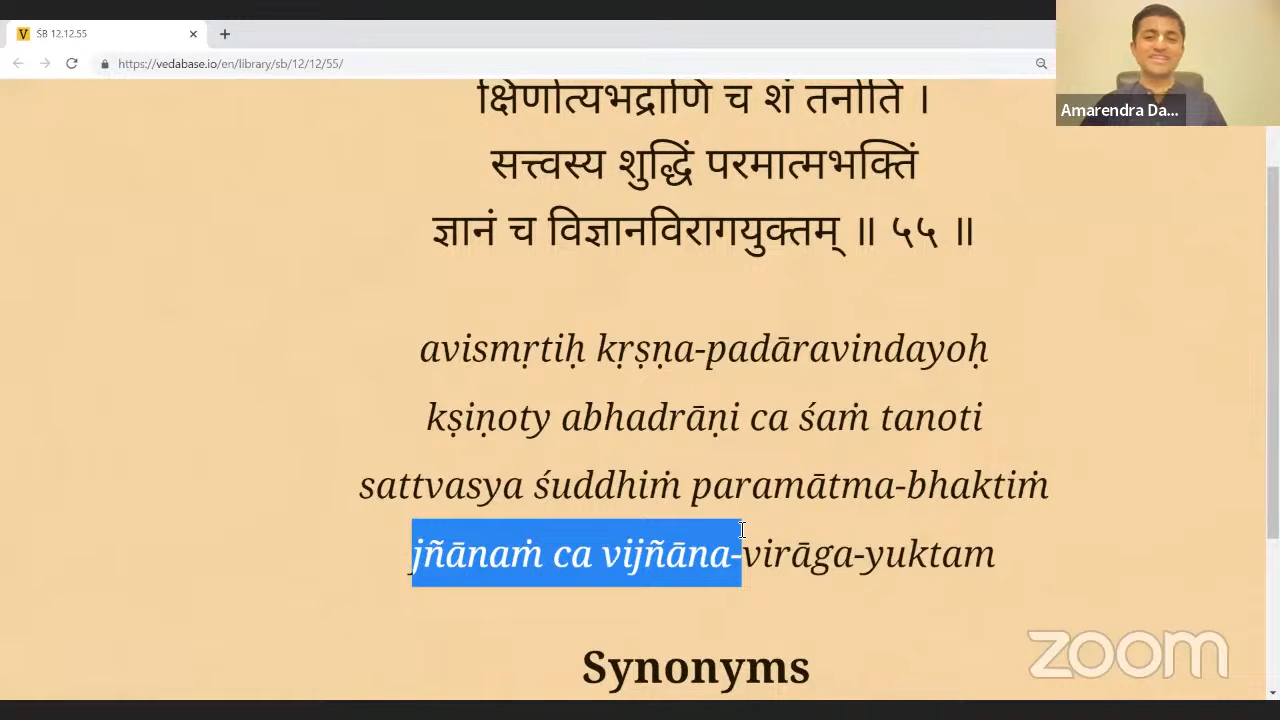 ŚB 12.12.55
https://vedabase.io/en/library/sb/12/12/55/
Amarendra Da...
क्षिणोत्यभद्राणि च शं तनोति ।
सत्त्वस्य शुद्धिं परमात्मभक्तिं
ज्ञानं च विज्ञानविरागयुक्तम् ॥ ५५ ॥
avismṛtiḥ kṛṣṇa-padāravindayoḥ
kṣiṇoty abhadrāṇi ca śaṁ tanoti
sattvasya śuddhiṁ paramātma-bhaktiṁ
jñānaṁ ca vijñāna-virāga-yuktam
Synonyms
zoom